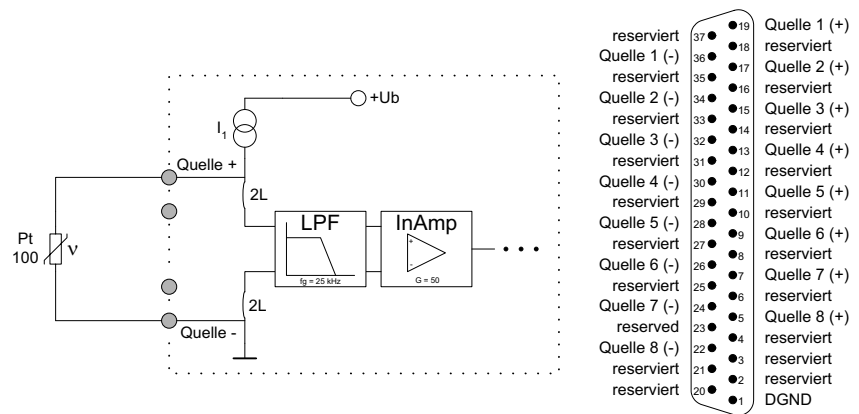 +Ub
I1
Quelle +
2L
LPF
InAmp
Pt
100
ν
+
-
fg = 25 kHz
G = 50
2L
Quelle -
19 Quelle 1 (+)
reserviert 37
18 reserviert
Quelle 1 (-) 36
17 Quelle 2 (+)
reserviert 35
16 reserviert
Quelle 2 (-) 34
15 Quelle 3 (+)
reserviert 33
14 reserviert
Quelle 3 (-) 32
13 Quelle 4 (+)
reserviert 31
12 reserviert
Quelle 4 (-) 30
11 Quelle 5 (+)
reserviert 29
10 reserviert
Quelle 5 (-) 28
9 Quelle 6 (+)
reserviert 27
8 reserviert
Quelle 6 (-) 26
7 Quelle 7 (+)
reserviert 25
6 reserviert
Quelle 7 (-) 24
5 Quelle 8 (+)
reserved 23
4 reserviert
Quelle 8 (-) 22
3 reserviert
reserviert 21
2 reserviert
reserviert 20
1 DGND